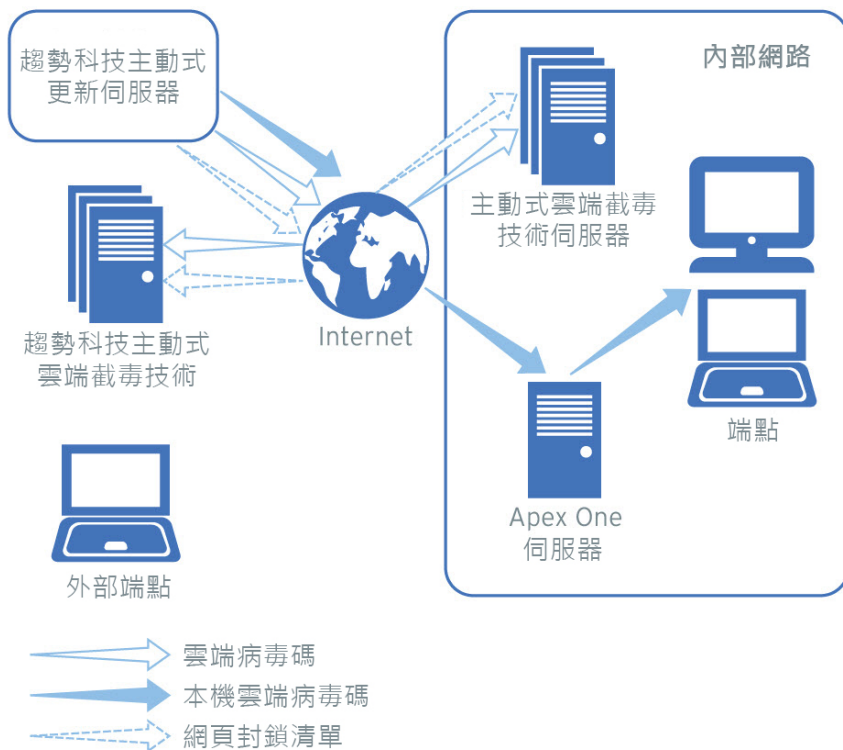 趨勢科技主動式
更新伺服器
內部網路
主動式雲端截毒
技術伺服器
Internet
趨勢科技主動式
雲端截毒技術
端點
Apex One
伺服器
外部端點
雲端病毒碼
本機雲端病毒碼
網頁封鎖清單